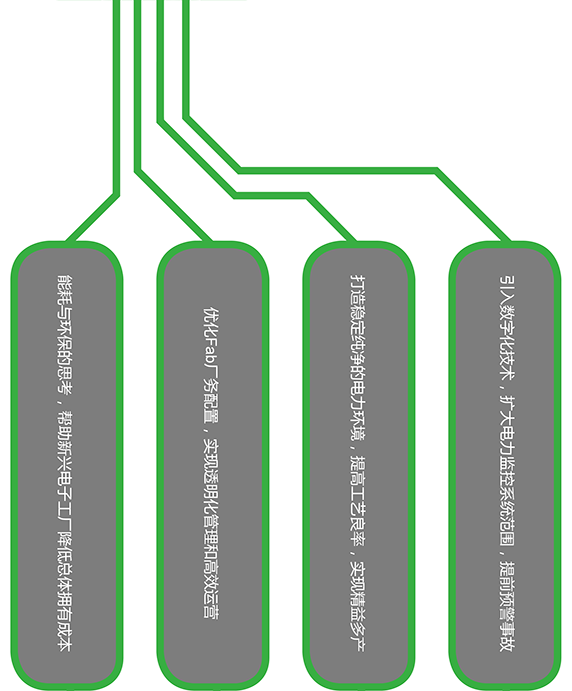 能耗与环保的思考，帮助新兴电子工厂降低总体拥有成本
优化Fab厂务配置，实现透明化管理和高效运营
打造稳定纯净的电力环境，提高工艺良率，实现精益多产
引入数字化技术，扩大电力监控系统范围，提前预警事故